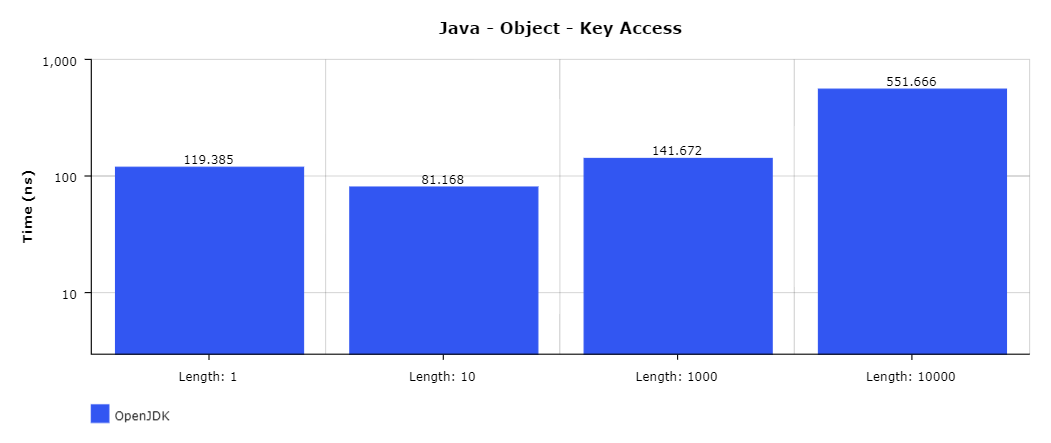 Java - Object - Key Access
1,000
100
10
Time (ns)
119.385
81.168
141.672
551.666
Length: 1
Length: 10
Length: 1000
Length: 10000
OpenJDK